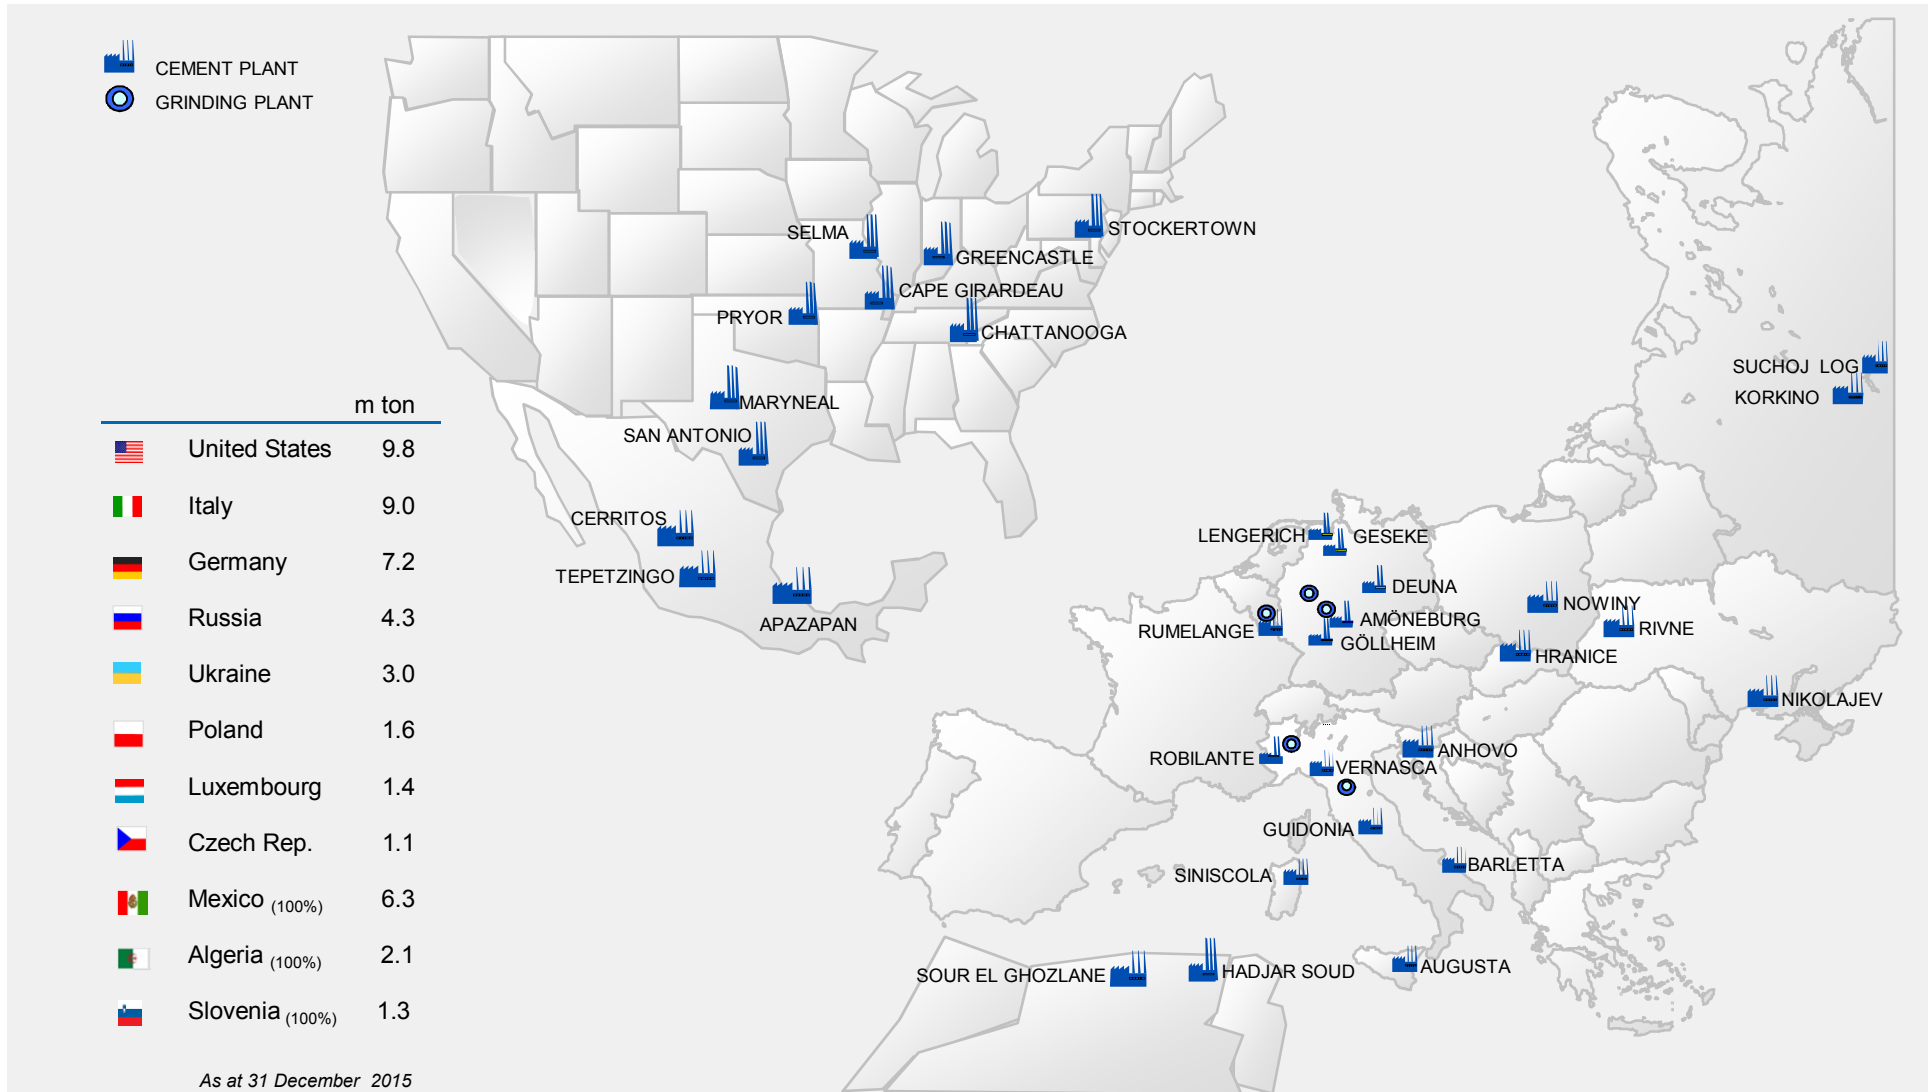 CEMENT PLANT
GRINDING PLANT
m ton
United States 9.8
Italy 9.0
Germany 7.2
Russia 4.3
Ukraine 3.0
Poland 1.6
Luxembourg 1.4
Czech Rep. 1.1
Mexico (100%) 6.3
Algeria (100%) 2.1
Slovenia (100%) 1.3
As at 31 December 2015
SELMA
STOCKERTOWN
GREENCASTLE
CAPE GIRARDEAU
PRYOR
CHATTANOOGA
MARYNEAL
SAN ANTONIO
CERRITOS
TEPETZINGO
APAZAPAN
SUCHOJ LOG
KORKINO
LENGERICH
GESEKE
DEUNA
NOWINY
AMÖNEBURG
RUMELANGE
RIVNE
GÖLLHEIM
HRANICE
NIKOLAJEV
ANHOVO
ROBILANTE
VERNASCA
GUIDONIA
BARLETTA
SINISCOLA
AUGUSTA
SOUR EL GHOZLANE
HADJAR SOUD